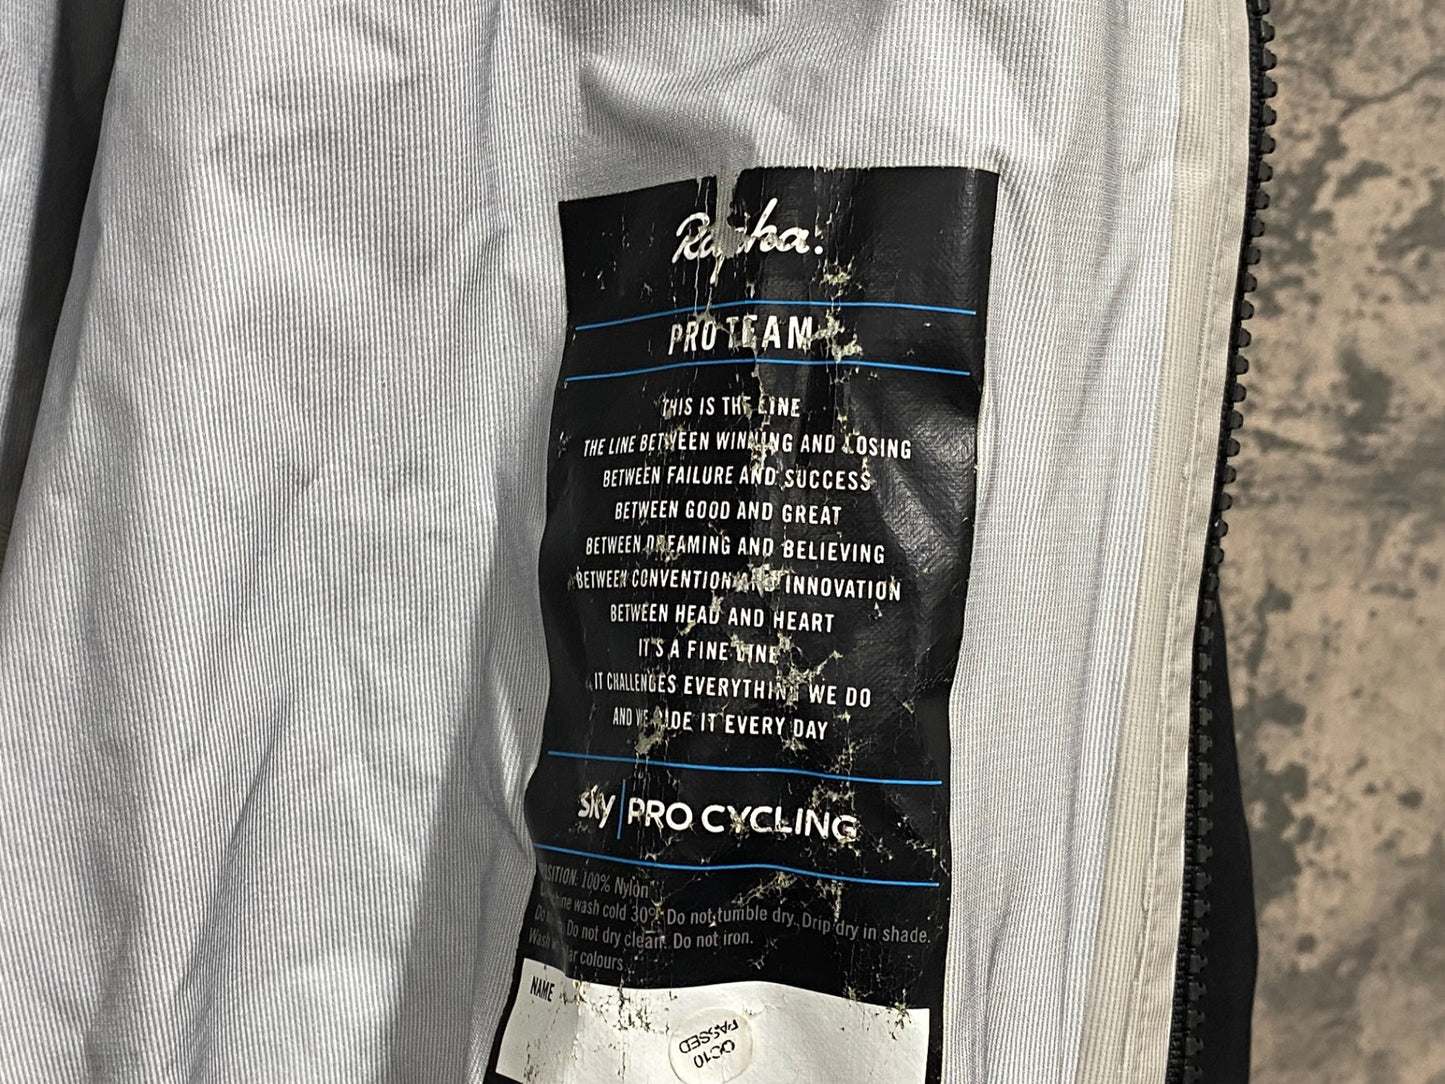 Rapha.
PRO TEAM
THIS IS THE LINE
THE LINE BETWEEN WINNING AND LOSING
BETWEEN FAILURE AND SUCCESS
BETWEEN GOOD AND GREAT
BETWEEN DREAMING AND BELIEVING
BETWEEN CONVENTION AND INNOVATION
BETWEEN HEAD AND HEART
IT'S A FINE LINE
IT CHALLENGES EVERYTHING WE DO
AND WE RIDE IT EVERY DAY
sky PRO CYCLING
100% Nylon
wash cold 30° Do not tumble dry. Drip dry in shade.
Do not dry clean. Do not iron.
Wash colours
NAME
QC10
PASSED